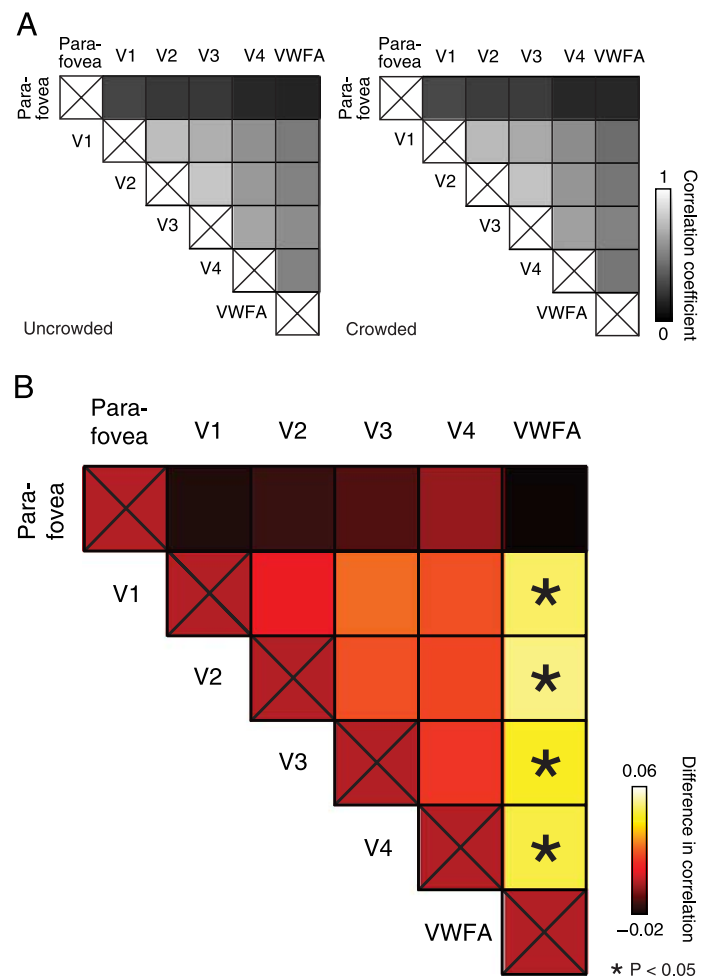 A
Para-
fovea V1 V2 V3 V4 VWFA
Para-
fovea
V1
V2
V3
V4
VWFA
Uncrowded
Para-
fovea V1 V2 V3 V4 VWFA
Para-
fovea
V1
V2
V3
V4
VWFA
Crowded
1
0
Correlation coefficient
B
Para-
fovea V1 V2 V3 V4 VWFA
Para-
fovea
V1 *
V2 *
V3 *
V4 *
VWFA
0.06
−0.02
Difference in correlation
* P < 0.05